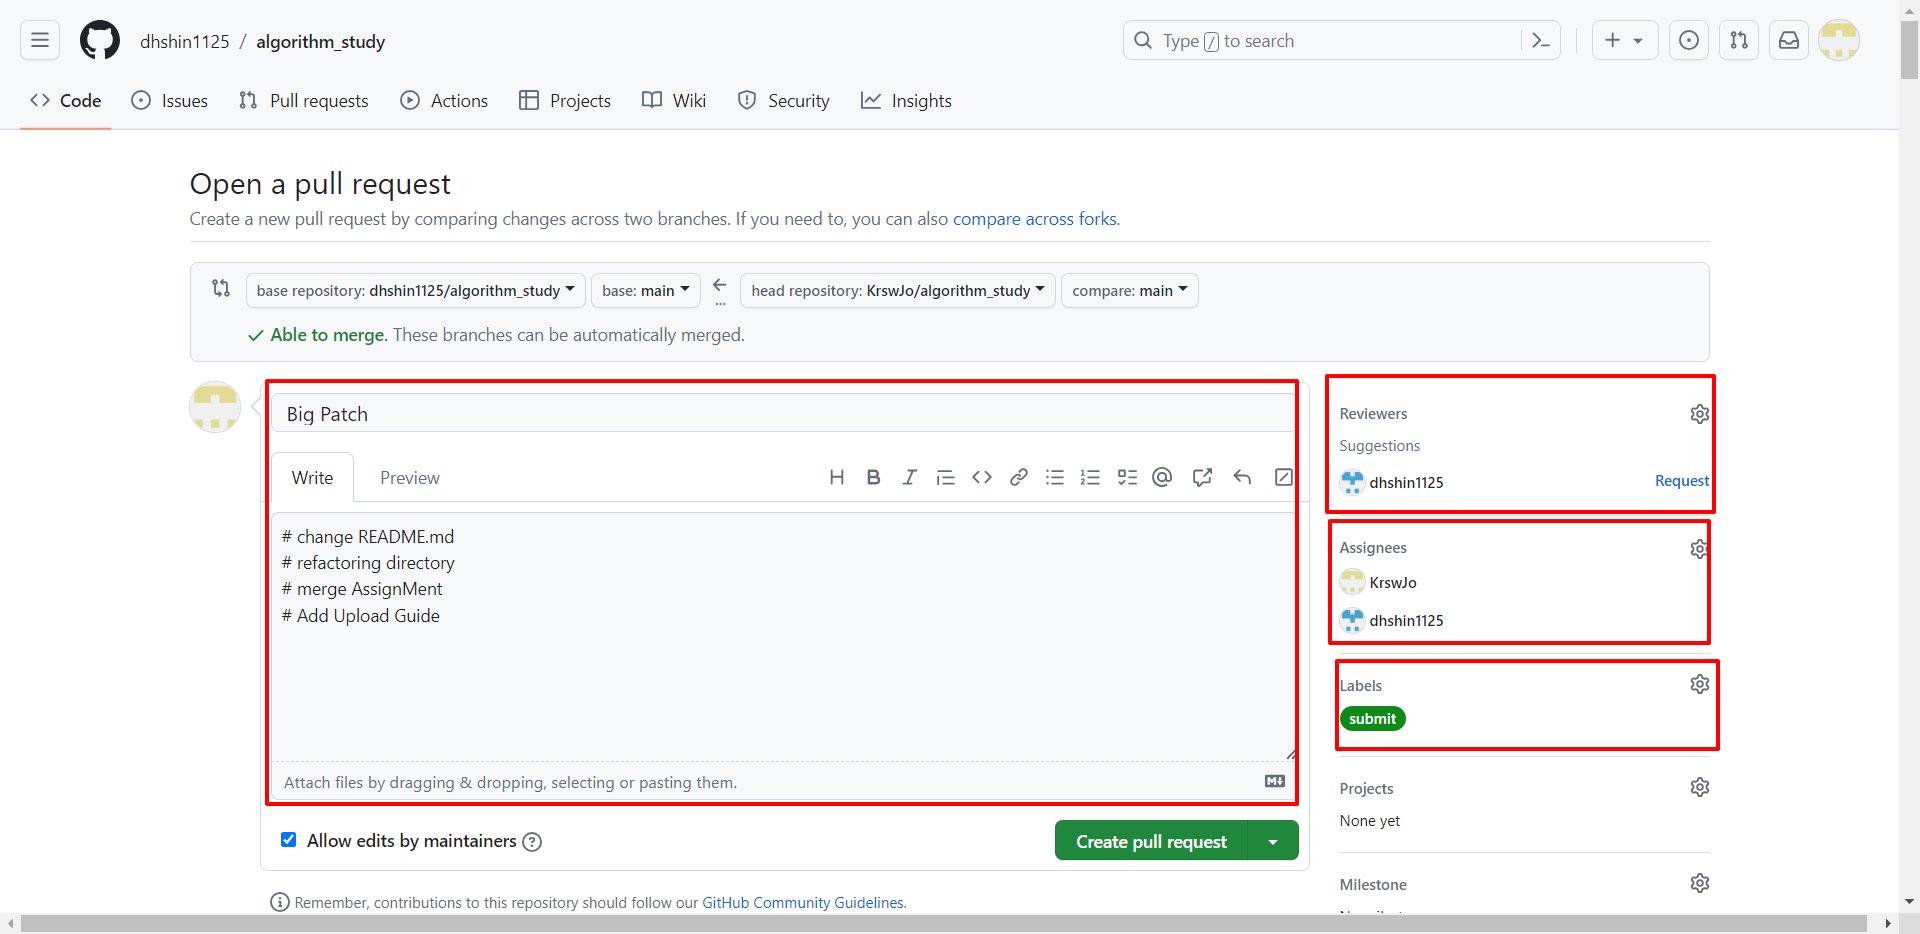 dhshin1125 / algorithm_study
Type / to search
Code
Issues
Pull requests
Actions
Projects
Wiki
Security
Insights
Open a pull request
Create a new pull request by comparing changes across two branches. If you need to, you can also compare across forks.
base repository: dhshin1125/algorithm_study
base: main
...
head repository: KrswJo/algorithm_study
compare: main
Able to merge. These branches can be automatically merged.
Big Patch
Write
Preview
# change README.md
# refactoring directory
# merge AssignMent
# Add Upload Guide
Attach files by dragging & dropping, selecting or pasting them.
Allow edits by maintainers
Create pull request
Remember, contributions to this repository should follow our GitHub Community Guidelines.
Reviewers
Suggestions
dhshin1125
Request
Assignees
KrswJo
dhshin1125
Labels
submit
Projects
None yet
Milestone